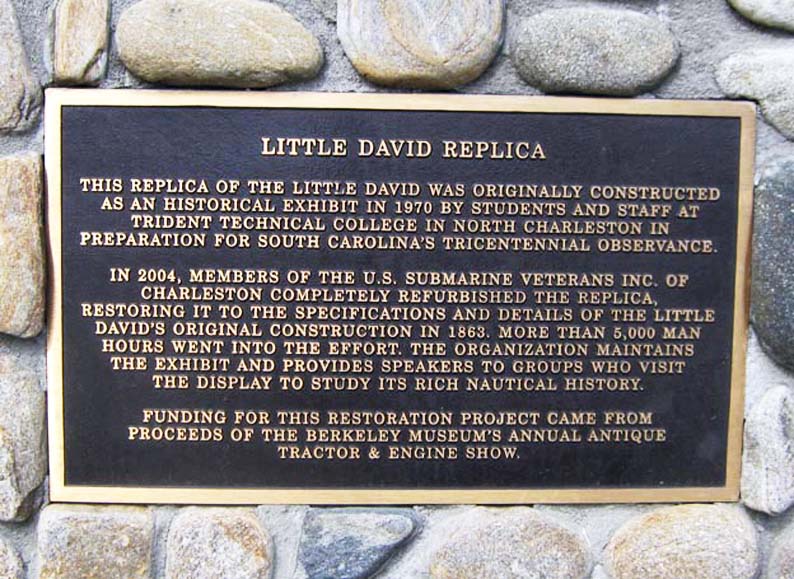 LITTLE DAVID REPLICA
THIS REPLICA OF THE LITTLE DAVID WAS ORIGINALLY CONSTRUCTED
AS AN HISTORICAL EXHIBIT IN 1970 BY STUDENTS AND STAFF AT
TRIDENT TECHNICAL COLLEGE IN NORTH CHARLESTON IN
PREPARATION FOR SOUTH CAROLINA'S TRICENTENNIAL OBSERVANCE.
IN 2004, MEMBERS OF THE U.S. SUBMARINE VETERANS INC. OF
CHARLESTON COMPLETELY REFURBISHED THE REPLICA,
RESTORING IT TO THE SPECIFICATIONS AND DETAILS OF THE LITTLE
DAVID'S ORIGINAL CONSTRUCTION IN 1863. MORE THAN 5,000 MAN
HOURS WENT INTO THE EFFORT. THE ORGANIZATION MAINTAINS
THE EXHIBIT AND PROVIDES SPEAKERS TO GROUPS WHO VISIT
THE DISPLAY TO STUDY ITS RICH NAUTICAL HISTORY.
FUNDING FOR THIS RESTORATION PROJECT CAME FROM
PROCEEDS OF THE BERKELEY MUSEUM'S ANNUAL ANTIQUE
TRACTOR & ENGINE SHOW.